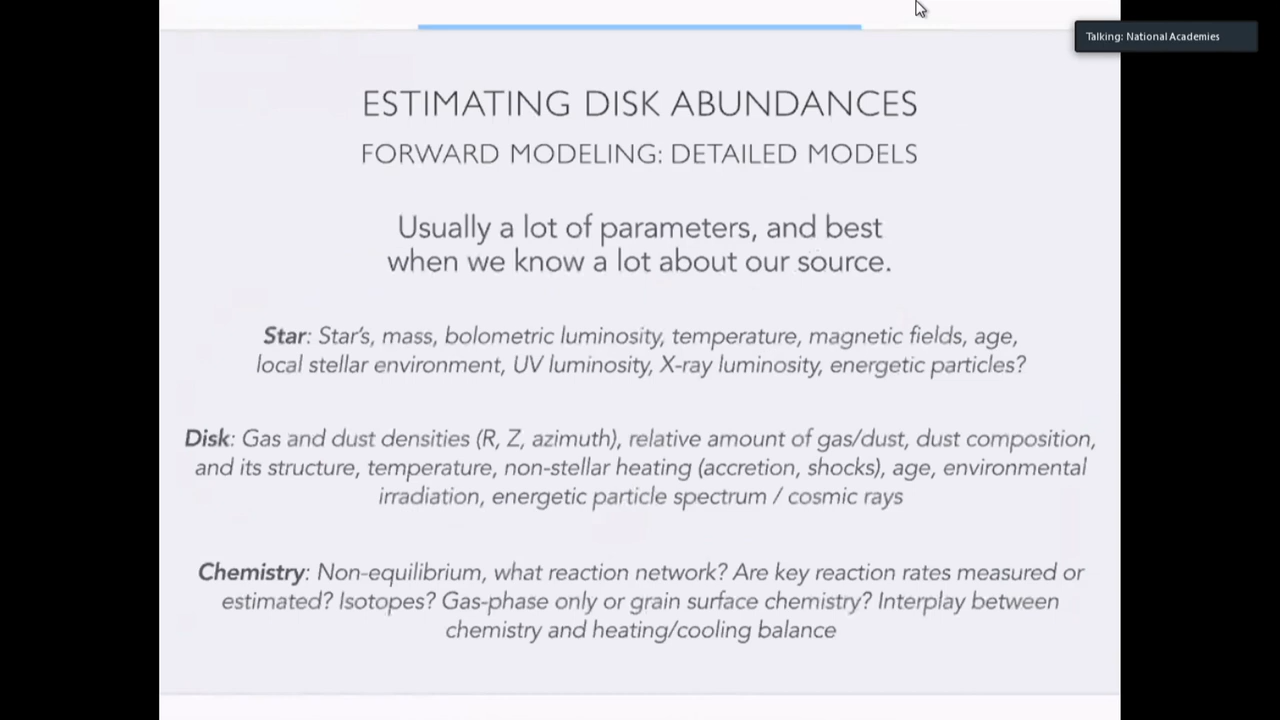 Talking: National Academies
ESTIMATING DISK ABUNDANCES
FORWARD MODELING: DETAILED MODELS
Usually a lot of parameters, and best
when we know a lot about our source.
Star: Star's, mass, bolometric luminosity, temperature, magnetic fields, age,
local stellar environment, UV luminosity, X-ray luminosity, energetic particles?
Disk: Gas and dust densities (R, Z, azimuth), relative amount of gas/dust, dust composition,
and its structure, temperature, non-stellar heating (accretion, shocks), age, environmental
irradiation, energetic particle spectrum / cosmic rays
Chemistry: Non-equilibrium, what reaction network? Are key reaction rates measured or
estimated? Isotopes? Gas-phase only or grain surface chemistry? Interplay between
chemistry and heating/cooling balance